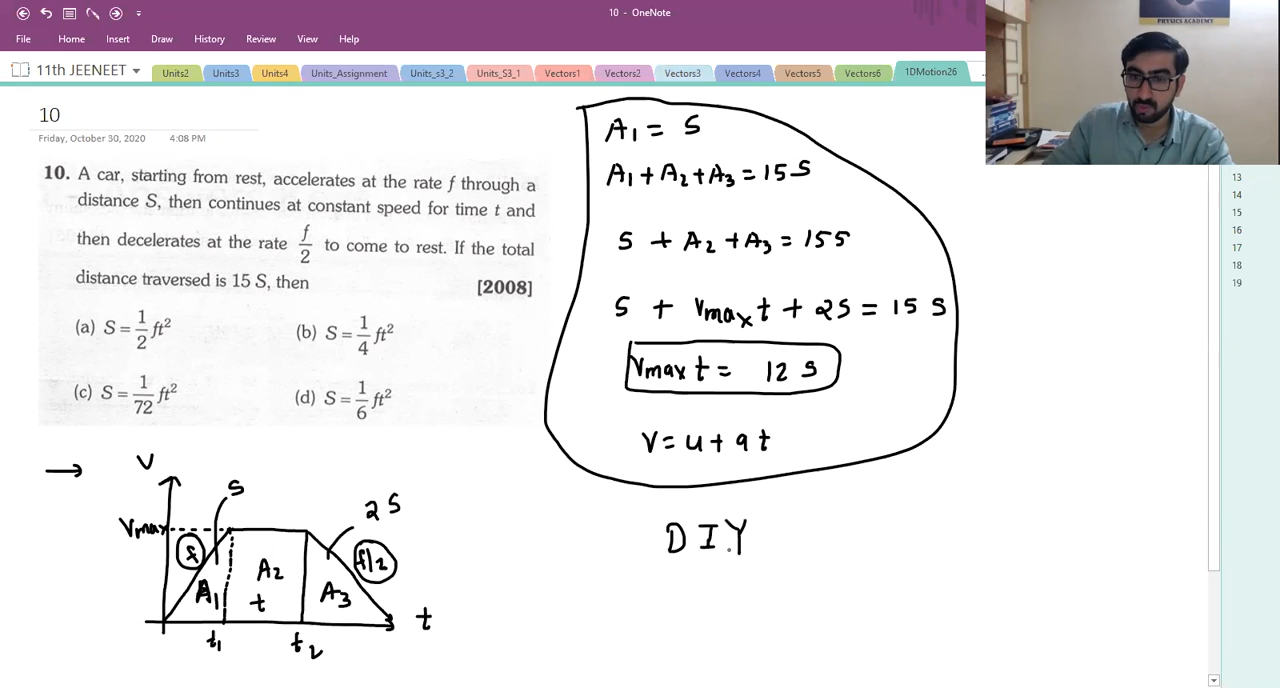 10 - OneNote
PHYSICS ACADEMY
File Home Insert Draw History Review View Help
11th JEENEET Units2 Units3 Units4 Units_Assignment Units_s3_2 Units_S3_1 Vectors1 Vectors2 Vectors3 Vectors4 Vectors5 Vectors6 1DMotion26 ...
10
Friday, October 30, 2020 4:08 PM
10. A car, starting from rest, accelerates at the rate f through a
distance S, then continues at constant speed for time t and
then decelerates at the rate f/2 to come to rest. If the total
distance traversed is 15 S, then [2008]
(a) S = 1/2 ft² (b) S = 1/4 ft²
(c) S = 1/72 ft² (d) S = 1/6 ft²
A₁ = S
A₁ + A₂ + A₃ = 15 S
S + A₂ + A₃ = 15 S
S + Vmax t + 2S = 15 S
Vmax t = 12 S
V = u + a t
DIY
→ V
S
2S
Vmax
f
f/2
A₁
A₂
t
A₃
t
t₁
t₂
13
14
15
16
17
18
19